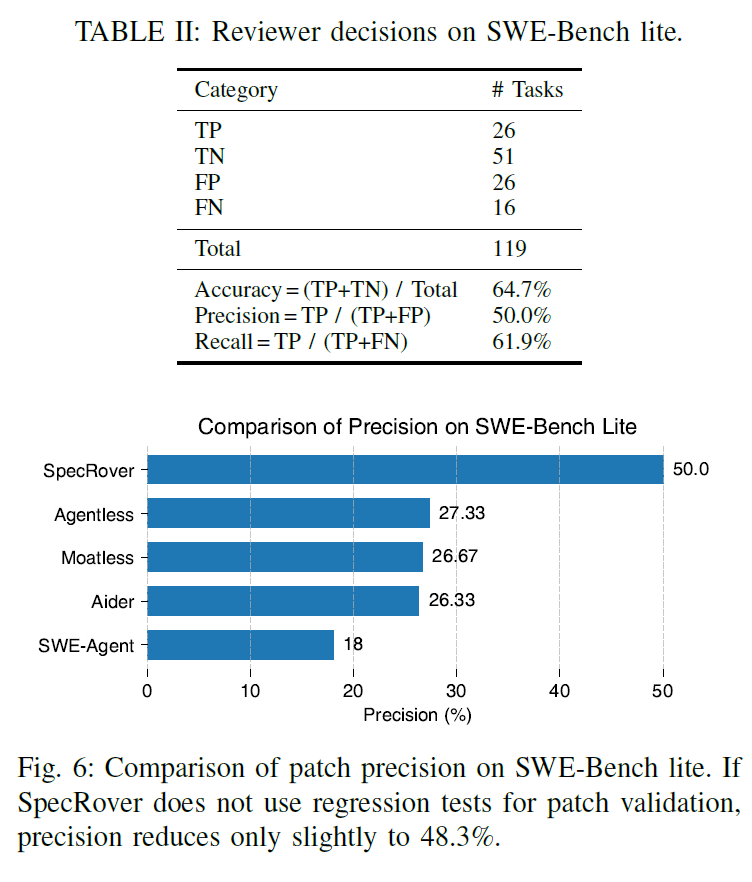 TABLE II: Reviewer decisions on SWE-Bench lite.
Category # Tasks
TP 26
TN 51
FP 26
FN 16
Total 119
Accuracy = (TP+TN) / Total 64.7%
Precision = TP / (TP+FP) 50.0%
Recall = TP / (TP+FN) 61.9%
Comparison of Precision on SWE-Bench Lite
SpecRover 50.0
Agentless 27.33
Moatless 26.67
Aider 26.33
SWE-Agent 18
0 10 20 30 40 50
Precision (%)
Fig. 6: Comparison of patch precision on SWE-Bench lite. If
SpecRover does not use regression tests for patch validation,
precision reduces only slightly to 48.3%.